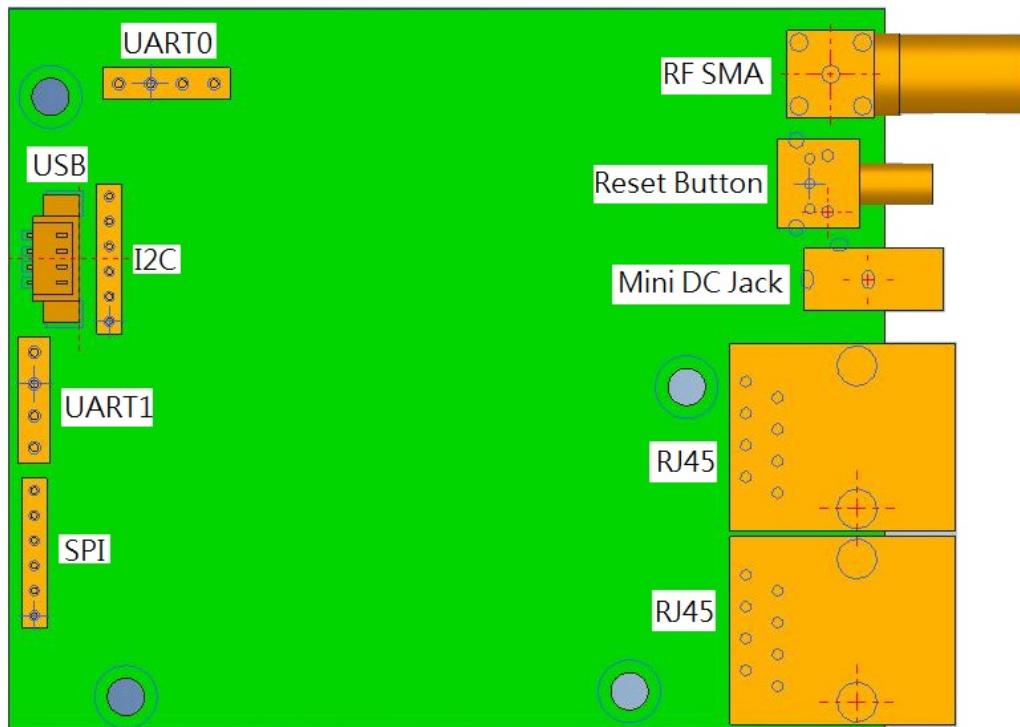 UART0
RF SMA
USB
Reset Button
I2C
Mini DC Jack
UART1
RJ45
SPI
RJ45